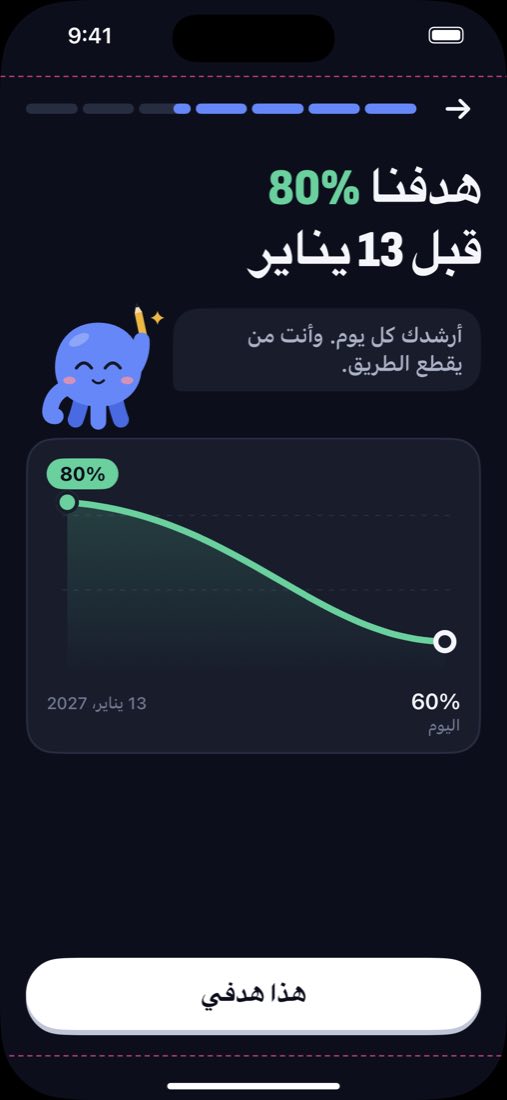 9:41
هدفنا 80%
قبل 13 يناير
أرشدك كل يوم. وأنت من
يقطع الطريق.
80%
60%
اليوم
13 يناير، 2027
هذا هدفي